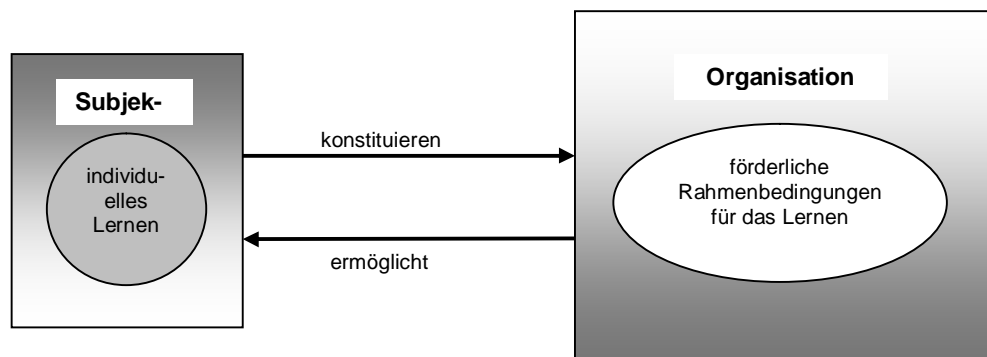 Subjek-
individu-
elles
Lernen
konstituieren
ermöglicht
Organisation
förderliche
Rahmenbedingungen
für das Lernen